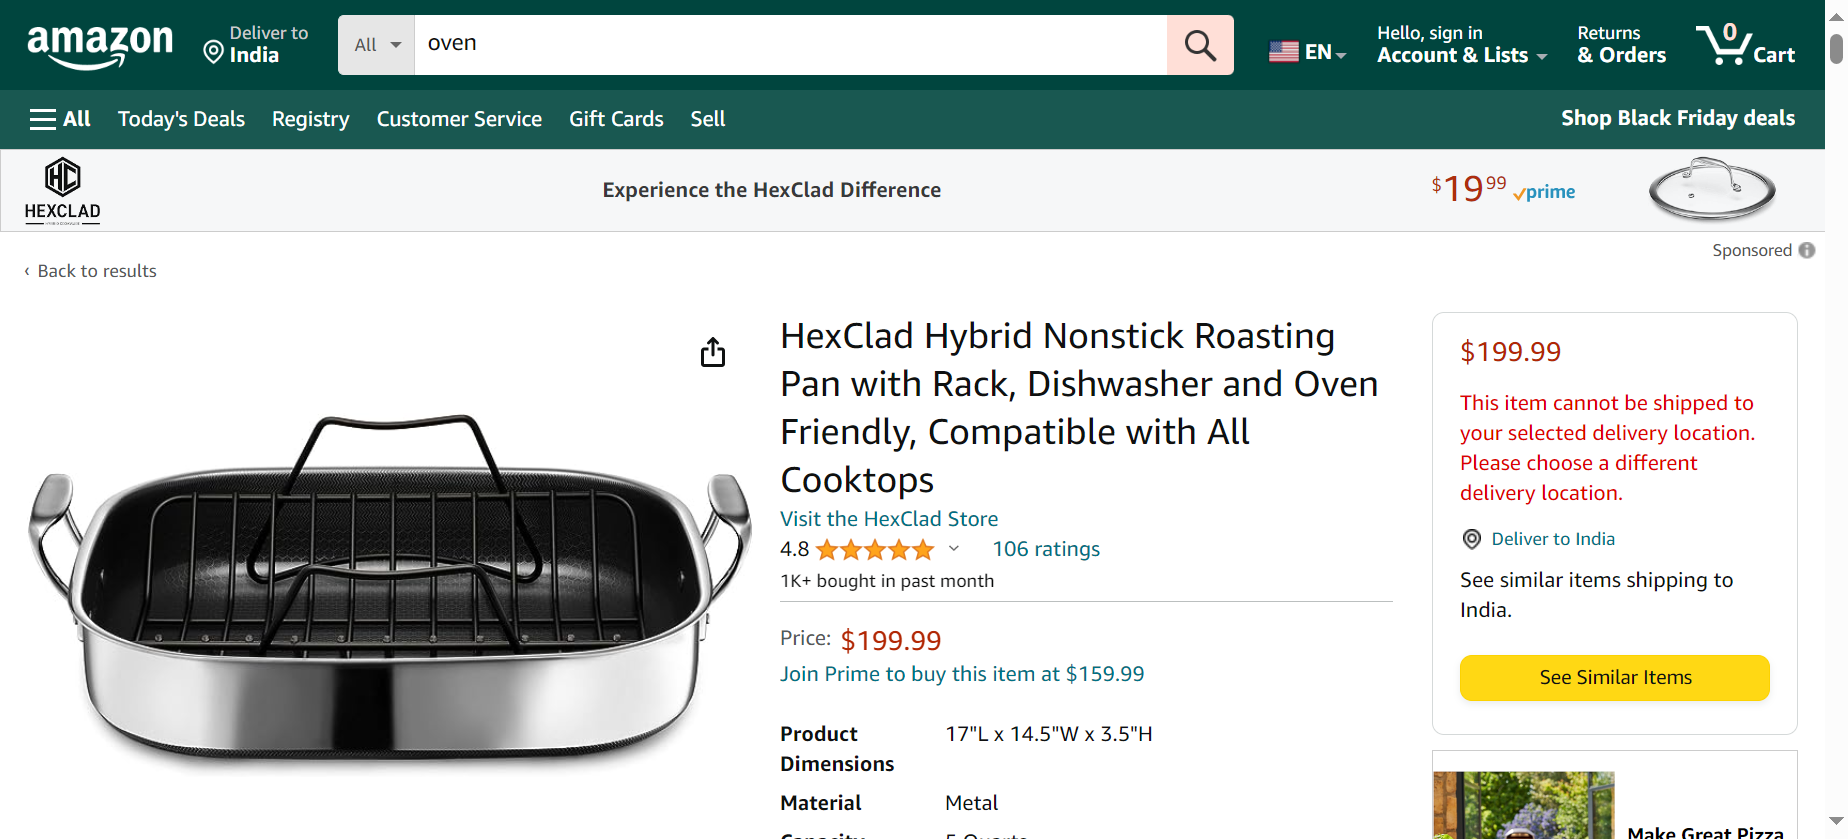 amazon
Deliver to
India
All
oven
EN
Hello, sign in
Account & Lists
Returns
& Orders
0
Cart
All
Today's Deals
Registry
Customer Service
Gift Cards
Sell
Shop Black Friday deals
HC
HEXCLAD
Experience the HexClad Difference
$19 99
prime
Sponsored
‹ Back to results
HexClad Hybrid Nonstick Roasting
Pan with Rack, Dishwasher and Oven
Friendly, Compatible with All
Cooktops
Visit the HexClad Store
4.8
106 ratings
1K+ bought in past month
Price: $199.99
Join Prime to buy this item at $159.99
Product Dimensions 17"L x 14.5"W x 3.5"H
Material Metal
Capacity 5 Quarts
$199.99
This item cannot be shipped to
your selected delivery location.
Please choose a different
delivery location.
Deliver to India
See similar items shipping to
India.
See Similar Items
Make Great Pizza